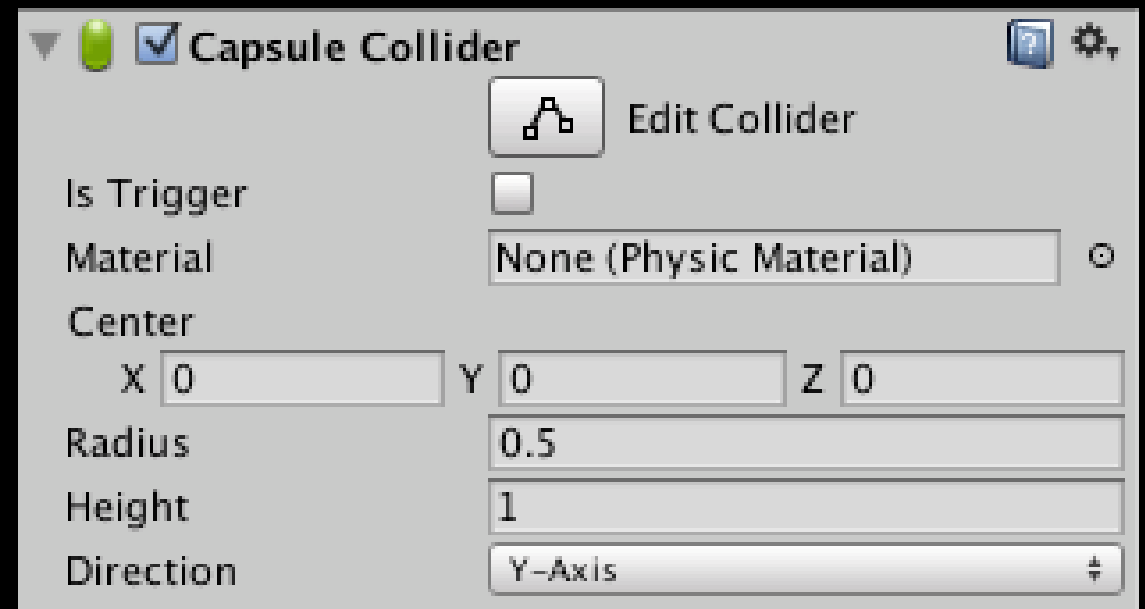 Capsule Collider
Edit Collider
Is Trigger
Material None (Physic Material)
Center
X 0 Y 0 Z 0
Radius 0.5
Height 1
Direction Y-Axis